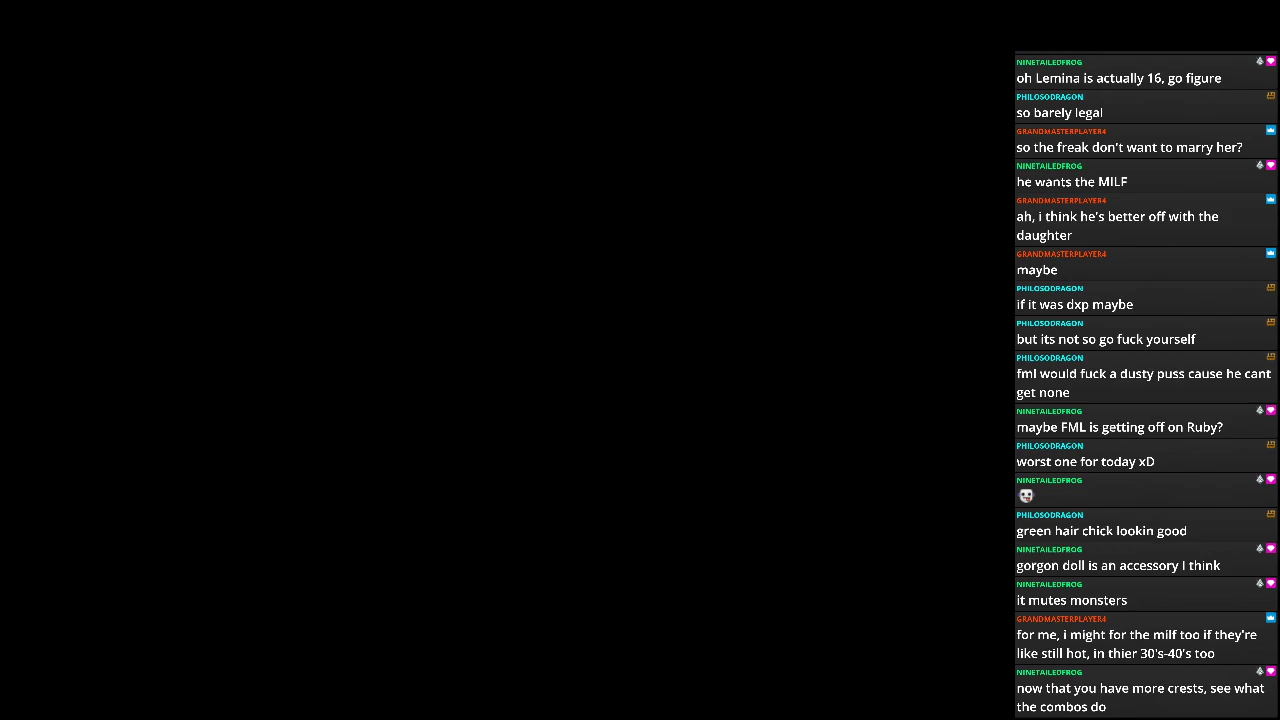 NINETAILEDFROG
oh Lemina is actually 16, go figure
PHILOSODRAGON
so barely legal
GRANDMASTERPLAYER4
so the freak don't want to marry her?
NINETAILEDFROG
he wants the MILF
GRANDMASTERPLAYER4
ah, i think he's better off with the
daughter
GRANDMASTERPLAYER4
maybe
PHILOSODRAGON
if it was dxp maybe
PHILOSODRAGON
but its not so go fuck yourself
PHILOSODRAGON
fml would fuck a dusty puss cause he cant
get none
NINETAILEDFROG
maybe FML is getting off on Ruby?
PHILOSODRAGON
worst one for today xD
NINETAILEDFROG
PHILOSODRAGON
green hair chick lookin good
NINETAILEDFROG
gorgon doll is an accessory I think
NINETAILEDFROG
it mutes monsters
GRANDMASTERPLAYER4
for me, i might for the milf too if they're
like still hot, in thier 30's-40's too
NINETAILEDFROG
now that you have more crests, see what
the combos do